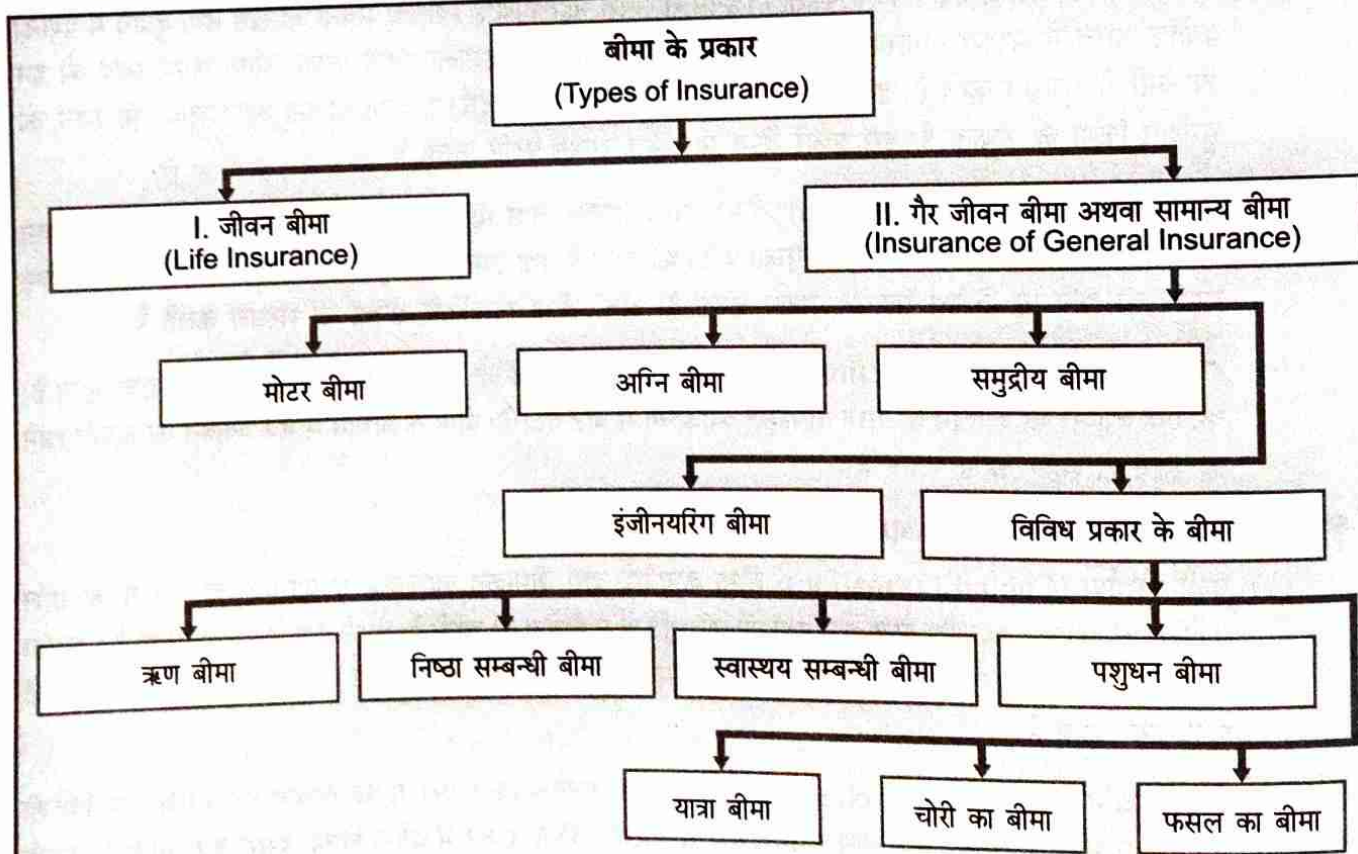 बीमा के प्रकार
(Types of Insurance)
I. जीवन बीमा
(Life Insurance)
II. गैर जीवन बीमा अथवा सामान्य बीमा
(Insurance of General Insurance)
मोटर बीमा
अग्नि बीमा
समुद्रीय बीमा
इंजीनयरिंग बीमा
विविध प्रकार के बीमा
ऋण बीमा
निष्ठा सम्बन्धी बीमा
स्वास्थय सम्बन्धी बीमा
पशुधन बीमा
यात्रा बीमा
चोरी का बीमा
फसल का बीमा